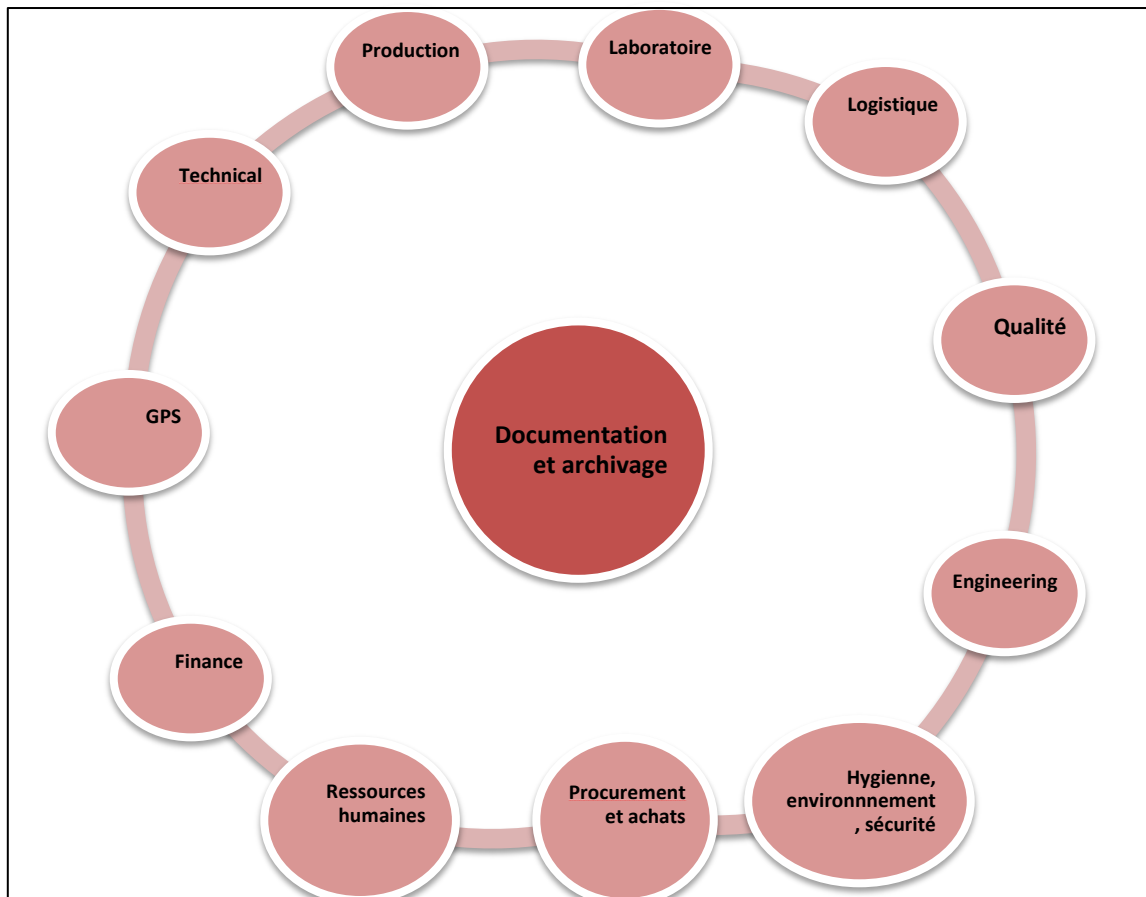 Production
Laboratoire
Logistique
Technical
Qualité
GPS
Documentation
et archivage
Engineering
Finance
Ressources
humaines
Procurement
et achats
Hygienne,
environnnement
, sécurité